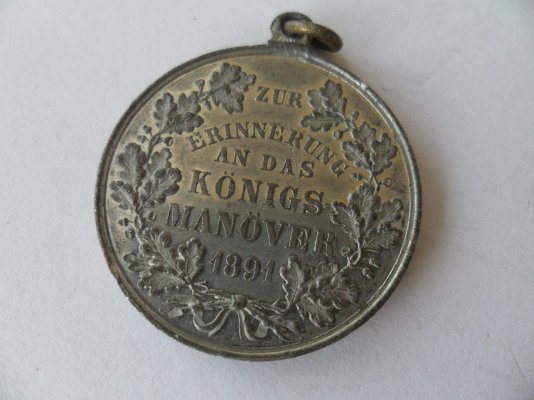 ZUR
ERINNERUNG
AN DAS
KÖNIGS-
MANÖVER
1891